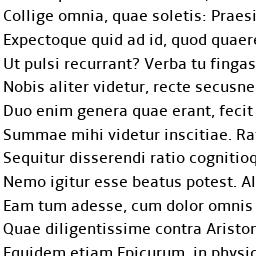 Collige omnia, quae soletis: Praesi
Expectoque quid ad id, quod quaere
Ut pulsi recurrant? Verba tu fingas
Nobis aliter videtur, recte secusne
Duo enim genera quae erant, fecit
Summae mihi videtur inscitiae. Ra
Sequitur disserendi ratio cognitioq
Nemo igitur esse beatus potest. Al
Eam tum adesse, cum dolor omnis
Quae diligentissime contra Ariston
Equidem etiam Epicurum, in physic